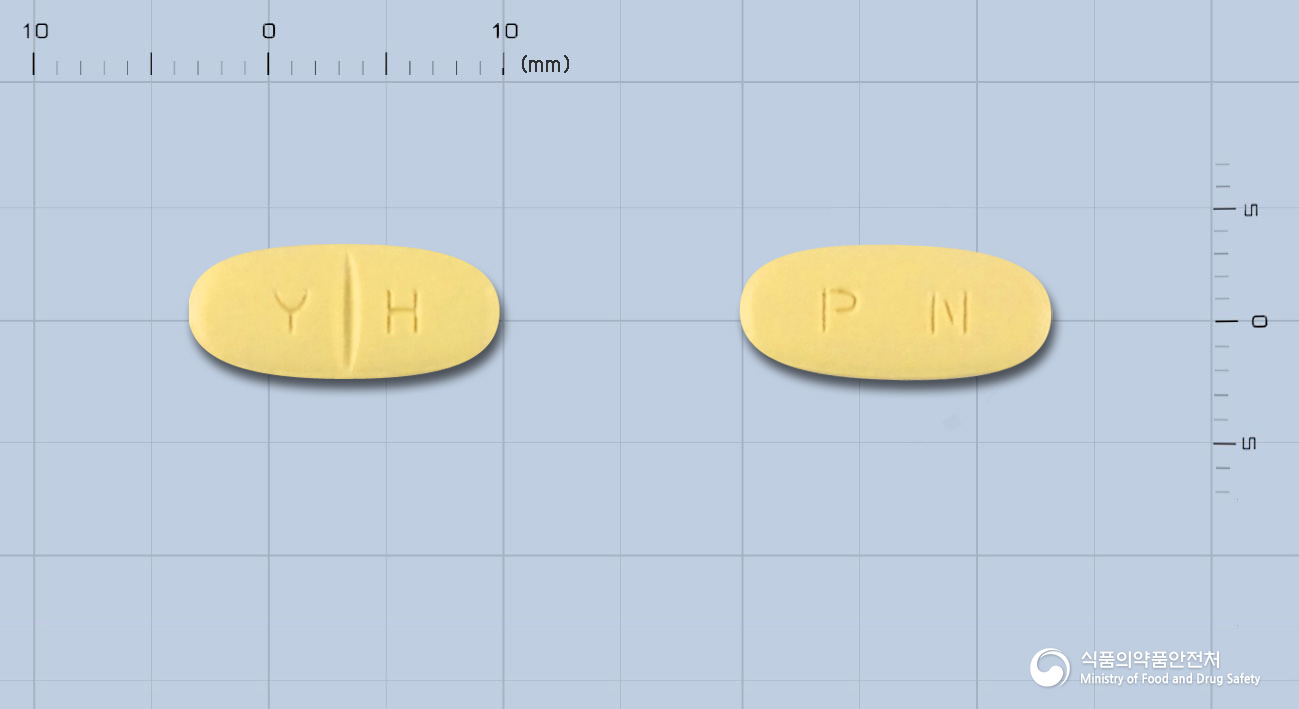 10 0 10
(mm)
5
Y H
P N
0
5
식품의약품안전처
Ministry of Food and Drug Safety